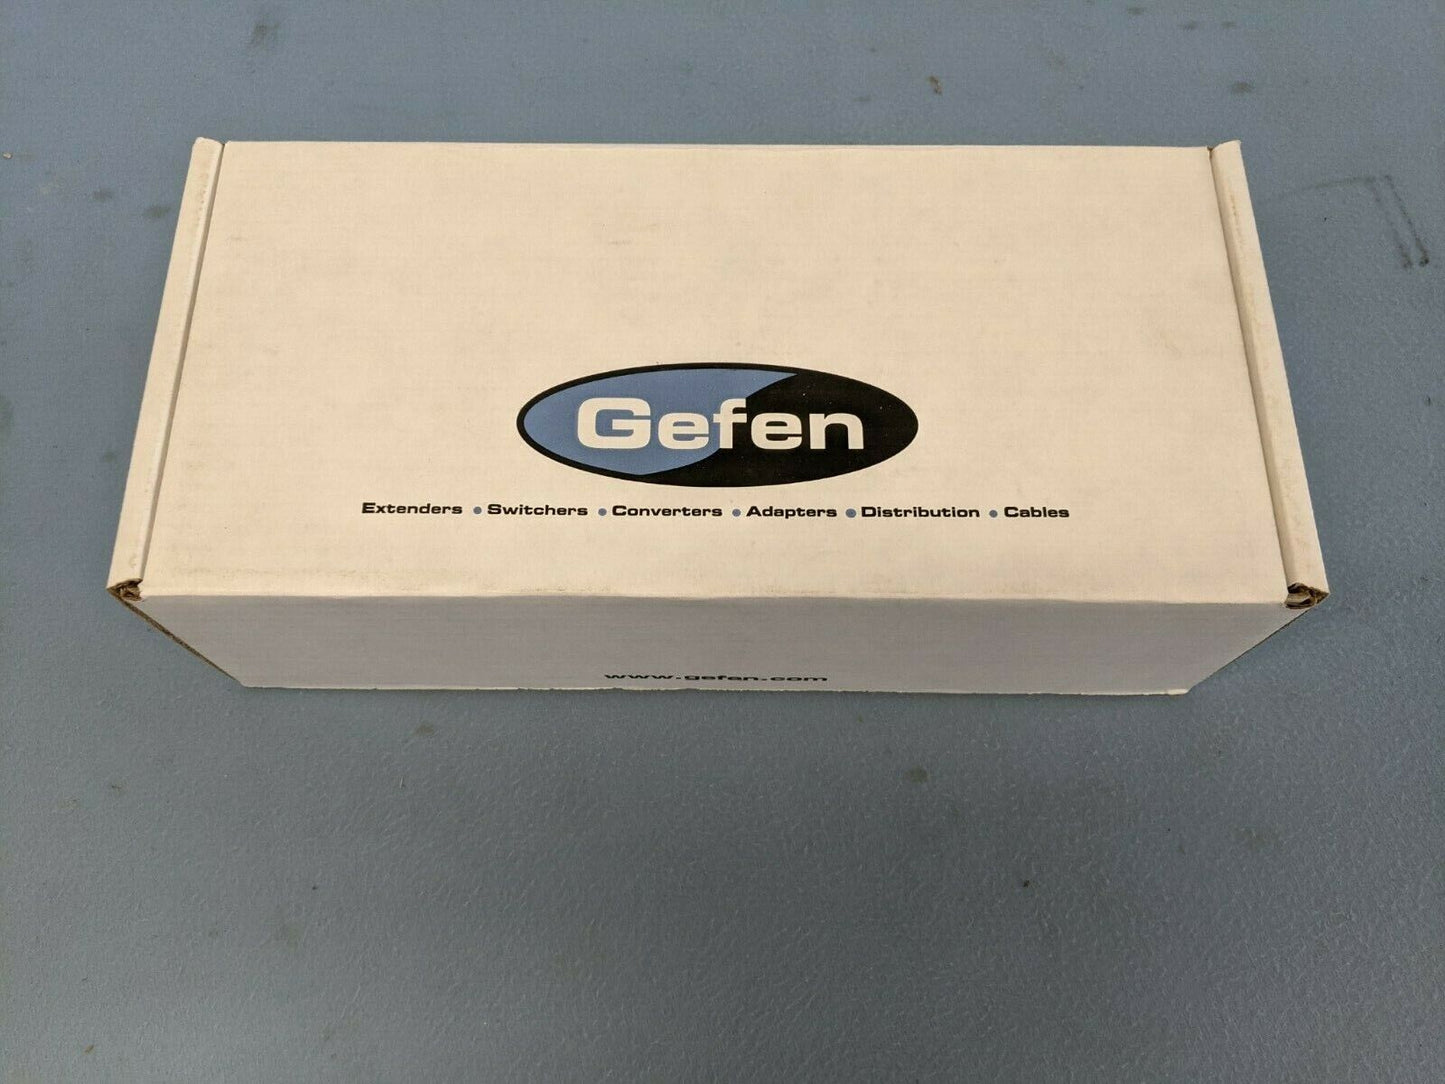 Gefen
Extenders • Switchers • Converters • Adapters • Distribution • Cables
www.gefen.com